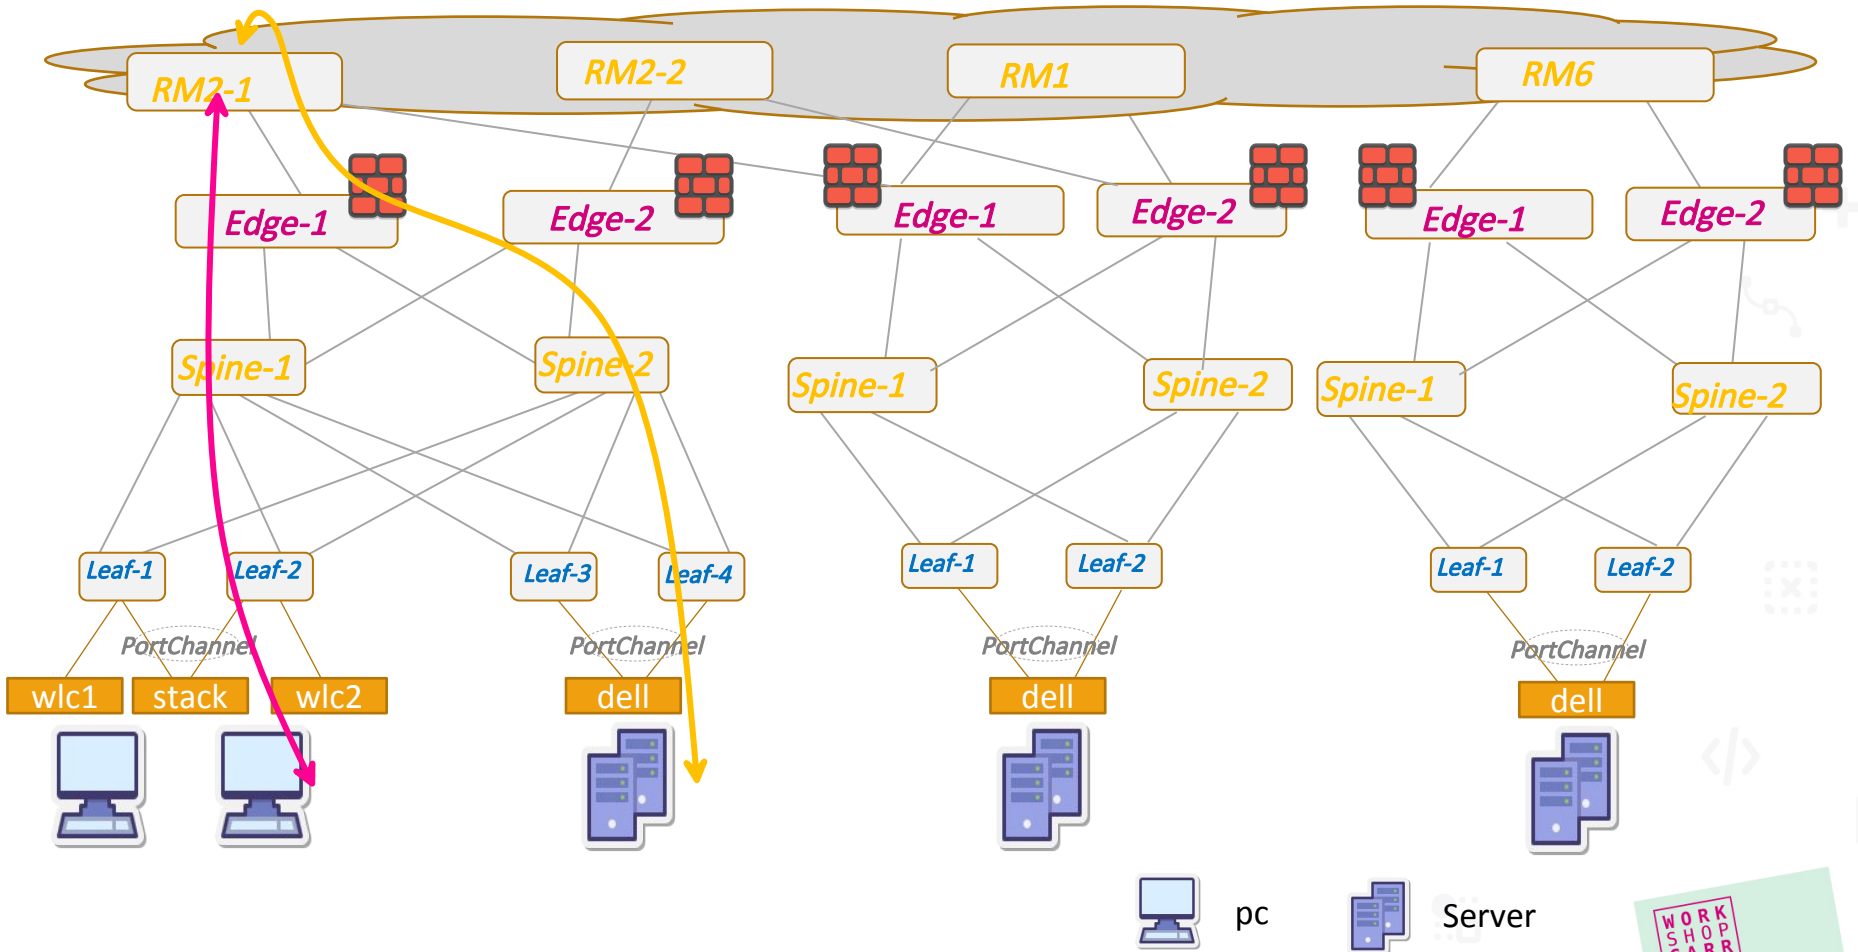 RM2-1
RM2-2
RM1
RM6
Edge-1
Edge-2
Edge-1
Edge-2
Edge-1
Edge-2
Spine-1
Spine-2
Spine-1
Spine-2
Spine-1
Spine-2
Leaf-1
Leaf-2
Leaf-3
Leaf-4
Leaf-1
Leaf-2
Leaf-1
Leaf-2
PortChannel
PortChannel
PortChannel
PortChannel
wlc1
stack
wlc2
dell
dell
dell
pc
Server
WORK
SHOP
GARR